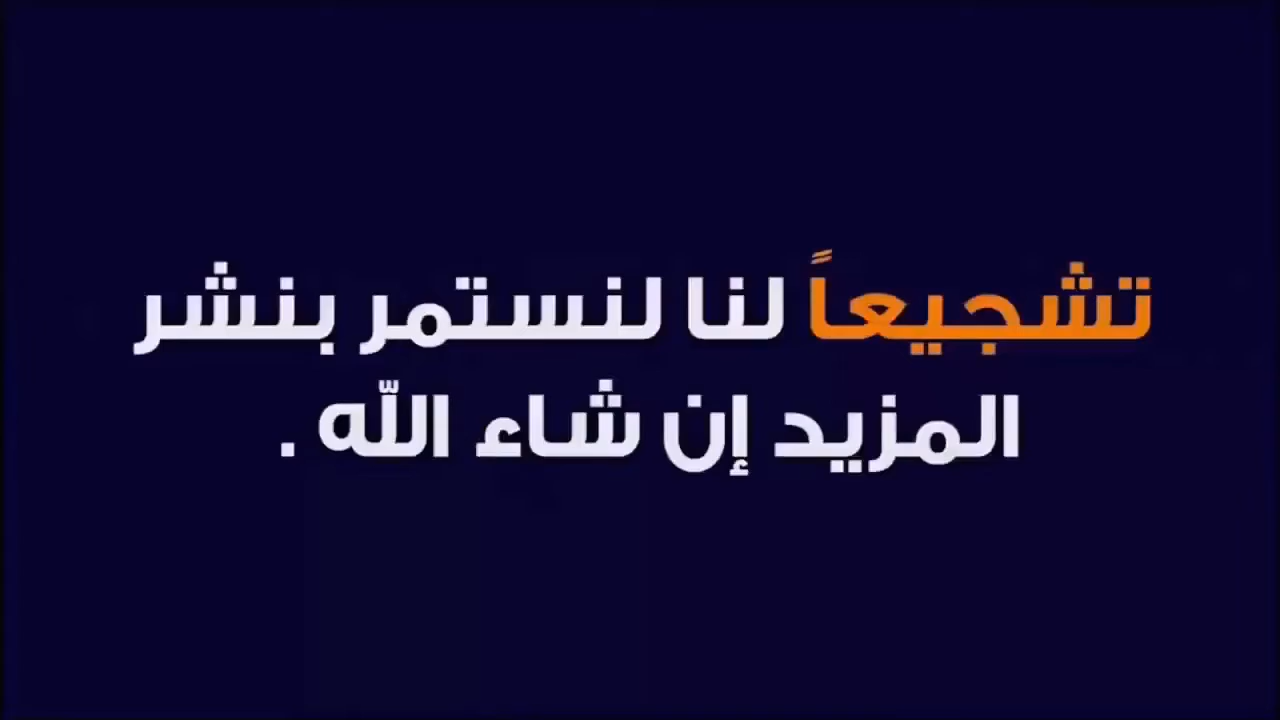 تشجيعاً لنا لنستمر بنشر
المزيد إن شاء اللّه .